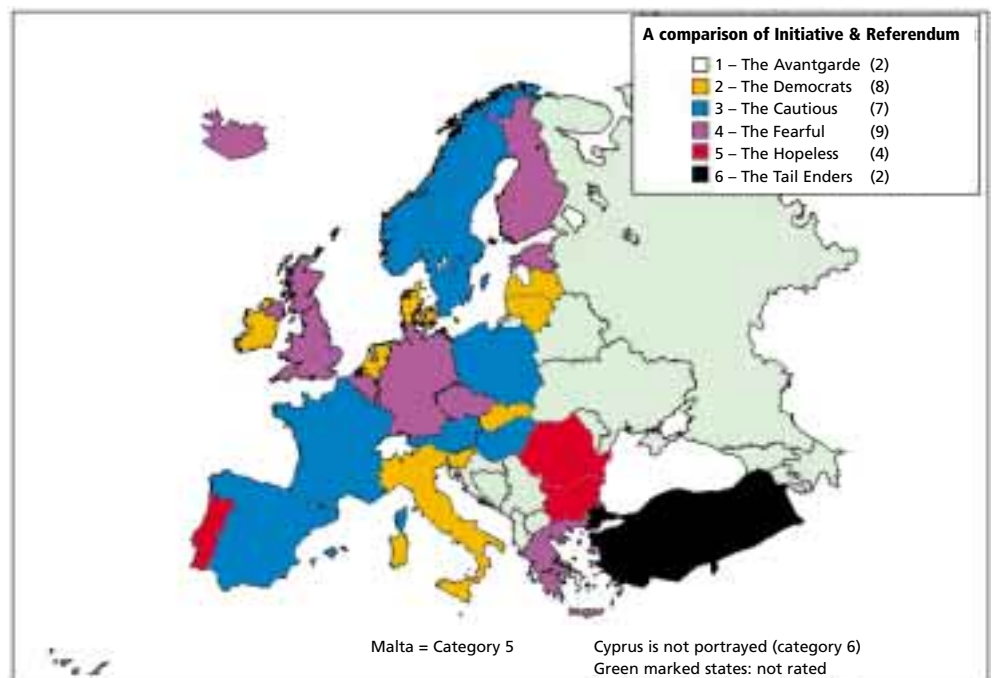 A comparison of Initiative & Referendum
1 – The Avantgarde (2)
2 – The Democrats (8)
3 – The Cautious (7)
4 – The Fearful (9)
5 – The Hopeless (4)
6 – The Tail Enders (2)
Malta = Category 5
Cyprus is not portrayed (category 6)
Green marked states: not rated